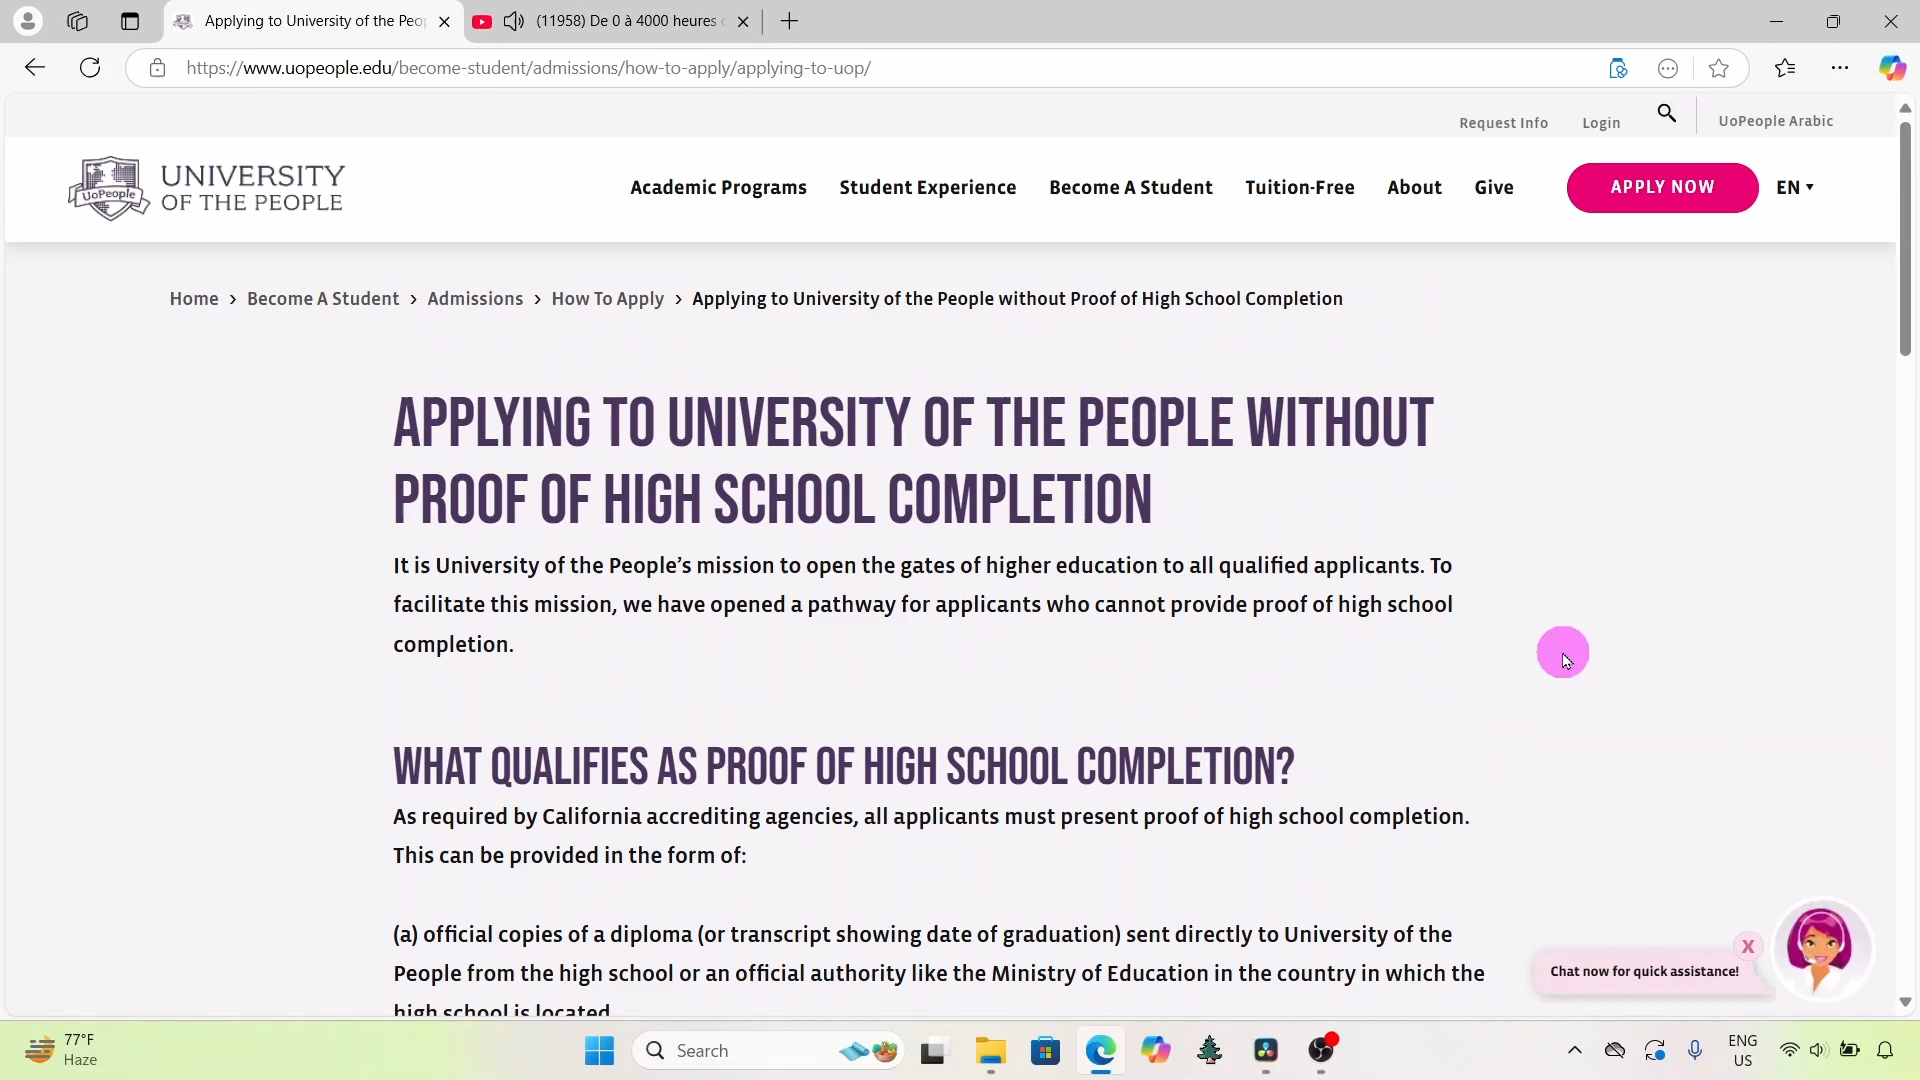 Applying to University of the Peop
(11958) De 0 à 4000 heures
https://www.uopeople.edu/become-student/admissions/how-to-apply/applying-to-uop/
Request Info
Login
UoPeople Arabic
UoPeople
UNIVERSITY
OF THE PEOPLE
Academic Programs
Student Experience
Become A Student
Tuition-Free
About
Give
APPLY NOW
EN
Home > Become A Student > Admissions > How To Apply > Applying to University of the People without Proof of High School Completion
APPLYING TO UNIVERSITY OF THE PEOPLE WITHOUT
PROOF OF HIGH SCHOOL COMPLETION
It is University of the People’s mission to open the gates of higher education to all qualified applicants. To
facilitate this mission, we have opened a pathway for applicants who cannot provide proof of high school
completion.
WHAT QUALIFIES AS PROOF OF HIGH SCHOOL COMPLETION?
As required by California accrediting agencies, all applicants must present proof of high school completion.
This can be provided in the form of:
(a) official copies of a diploma (or transcript showing date of graduation) sent directly to University of the
People from the high school or an official authority like the Ministry of Education in the country in which the
high school is located
X
Chat now for quick assistance!
77°F
Haze
Search
ENG
US